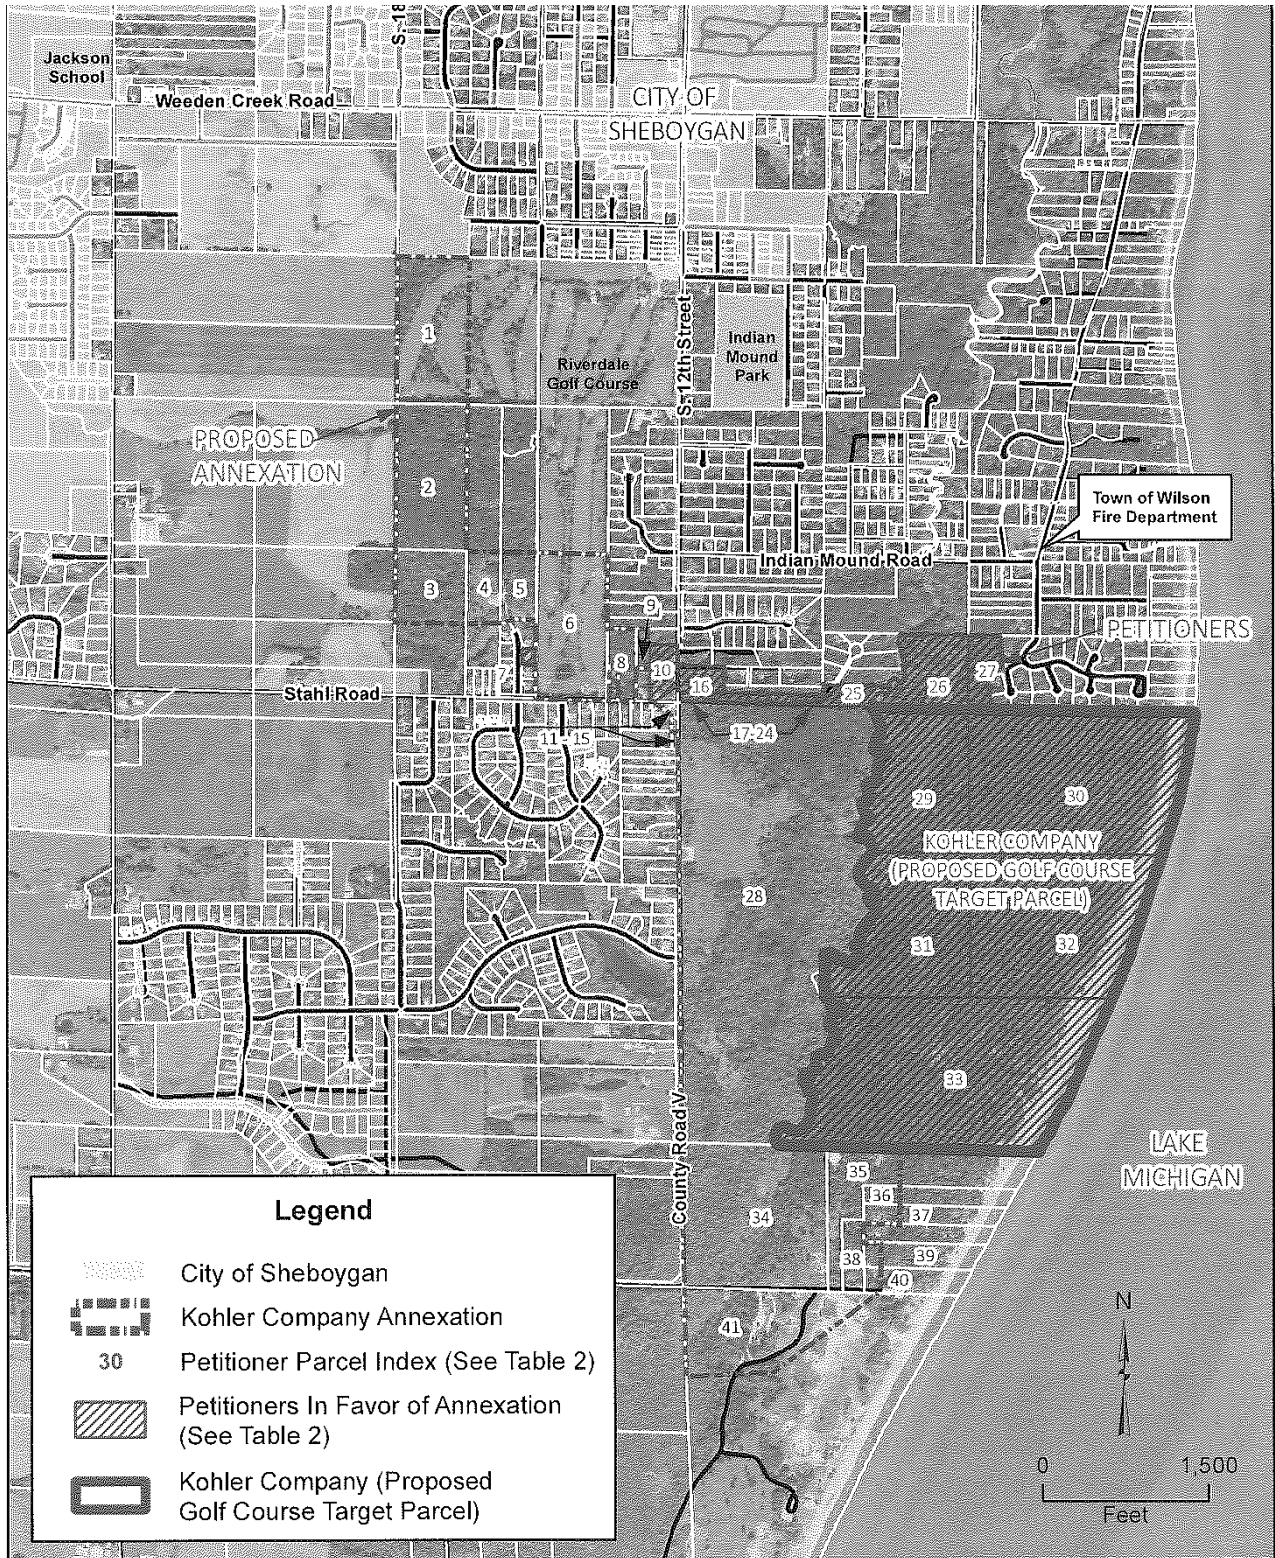 S. 18
Jackson
School
Weeden Creek Road
CITY OF
SHEBOYGAN
1
Riverdale
Golf Course
S. 12th Street
Indian
Mound
Park
PROPOSED
ANNEXATION
2
Town of Wilson
Fire Department
Indian Mound Road
3
4
5
6
9
PETITIONERS
7
8
10
16
25
26
27
Stahl Road
11 - 15
17-24
29
30
KOHLER COMPANY
(PROPOSED GOLF COURSE
TARGET PARCEL)
28
31
32
33
County Road V
LAKE
MICHIGAN
34
35
36
37
38
39
40
41
Legend
City of Sheboygan
Kohler Company Annexation
30 Petitioner Parcel Index (See Table 2)
Petitioners In Favor of Annexation
(See Table 2)
Kohler Company (Proposed
Golf Course Target Parcel)
N
0 1,500
Feet